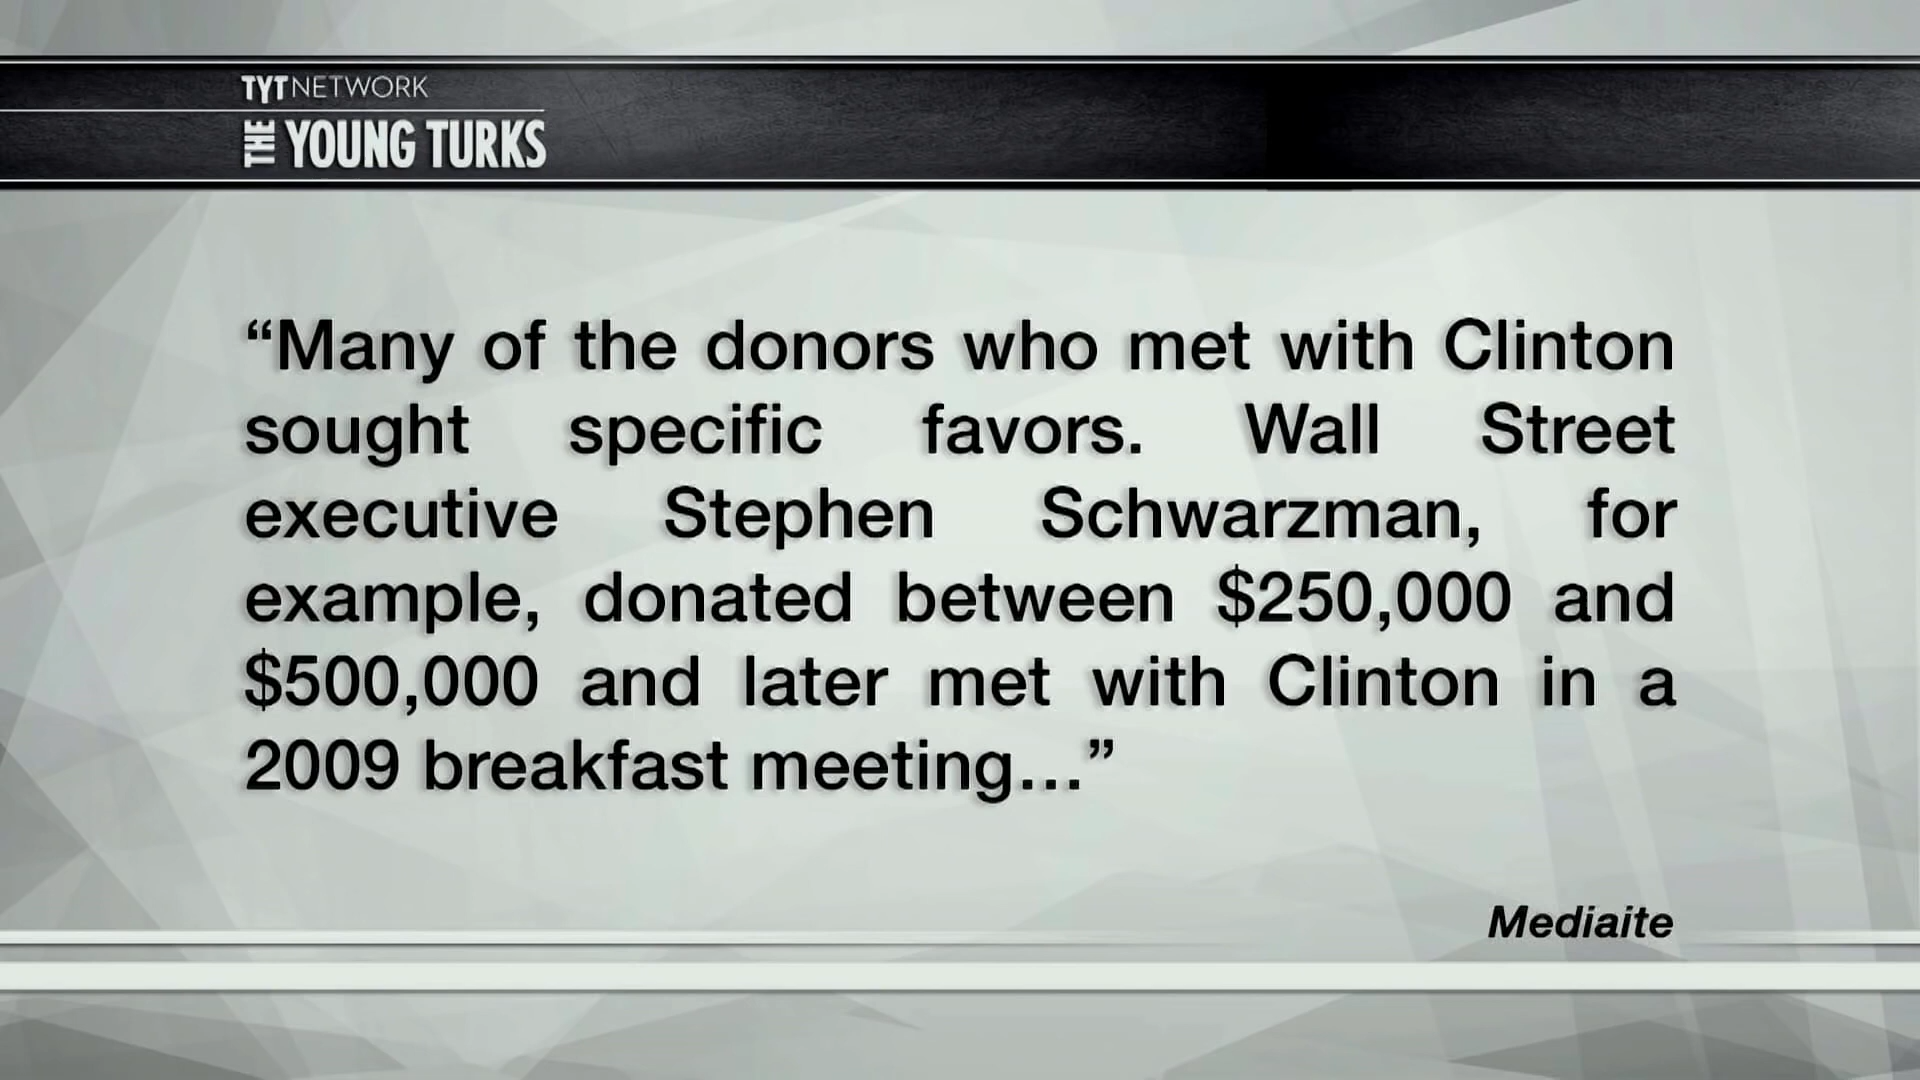 TYTNETWORK
THE YOUNG TURKS
“Many of the donors who met with Clinton
sought specific favors. Wall Street
executive Stephen Schwarzman, for
example, donated between $250,000 and
$500,000 and later met with Clinton in a
2009 breakfast meeting…”
Mediaite